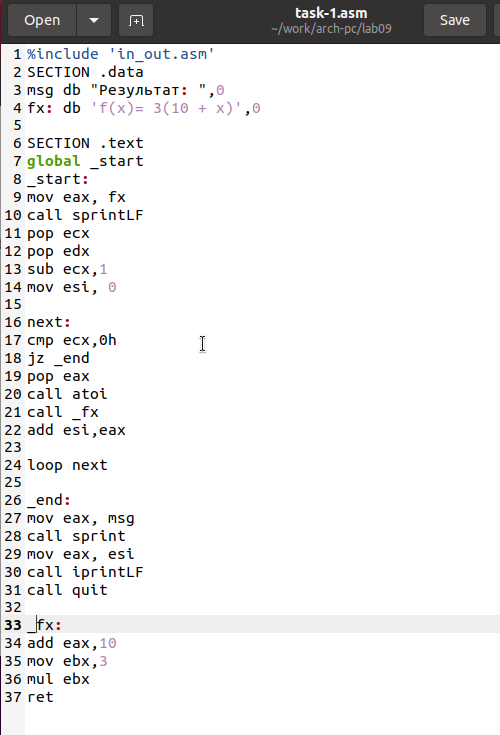 Open
task-1.asm
~/work/arch-pc/lab09
Save
1 %include 'in_out.asm'
2 SECTION .data
3 msg db "Результат: ",0
4 fx: db 'f(x)= 3(10 + x)',0
5
6 SECTION .text
7 global _start
8 _start:
9 mov eax, fx
10 call sprintLF
11 pop ecx
12 pop edx
13 sub ecx,1
14 mov esi, 0
15
16 next:
17 cmp ecx,0h
18 jz _end
19 pop eax
20 call atoi
21 call _fx
22 add esi,eax
23
24 loop next
25
26 _end:
27 mov eax, msg
28 call sprint
29 mov eax, esi
30 call iprintLF
31 call quit
32
33 _fx:
34 add eax,10
35 mov ebx,3
36 mul ebx
37 ret